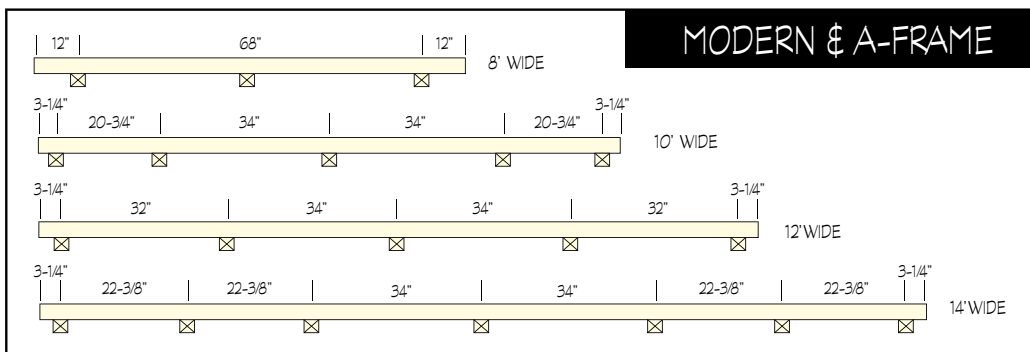 MODERN & A-FRAME
12" 68" 12"
8' WIDE
3-1/4" 20-3/4" 34" 34" 20-3/4" 3-1/4"
10' WIDE
3-1/4" 32" 34" 34" 32" 3-1/4"
12'WIDE
3-1/4" 22-3/8" 22-3/8" 34" 34" 22-3/8" 22-3/8" 3-1/4"
14'WIDE